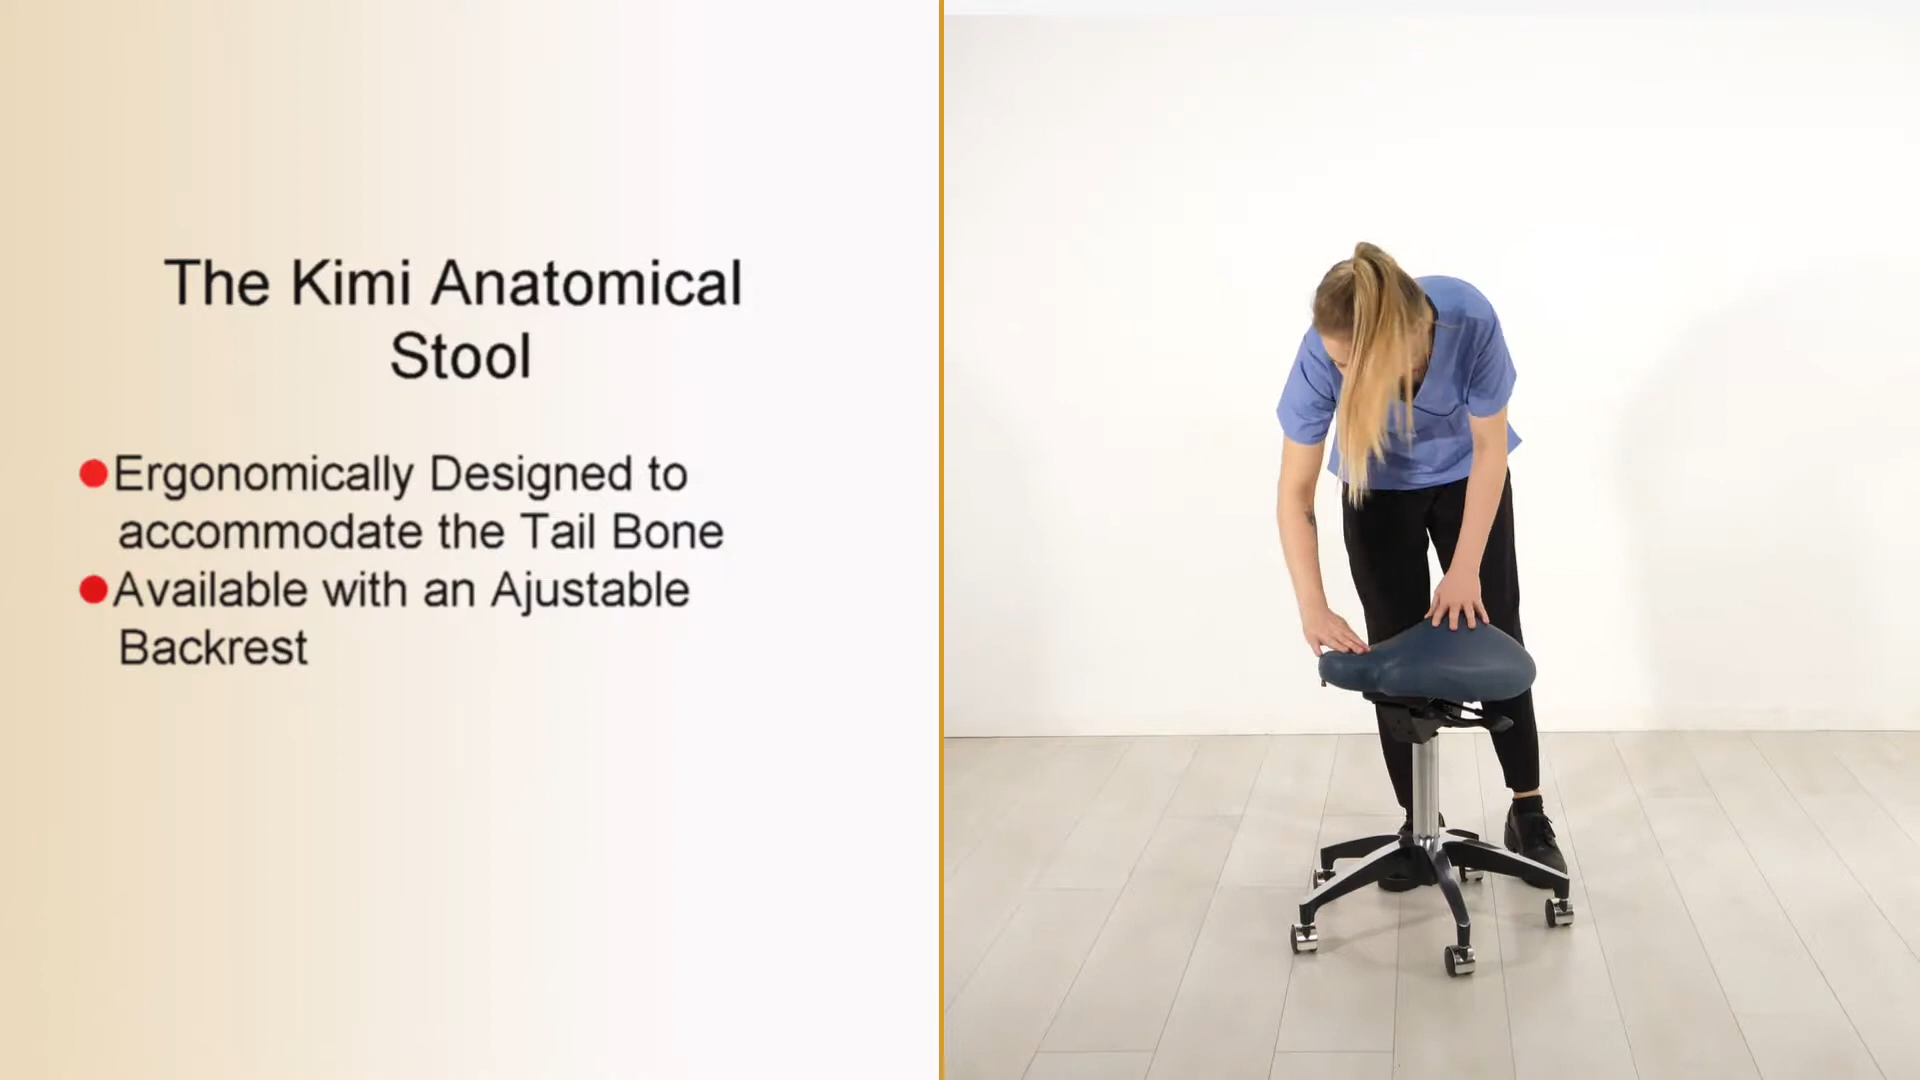 The Kimi Anatomical
Stool
Ergonomically Designed to
accommodate the Tail Bone
Available with an Ajustable
Backrest